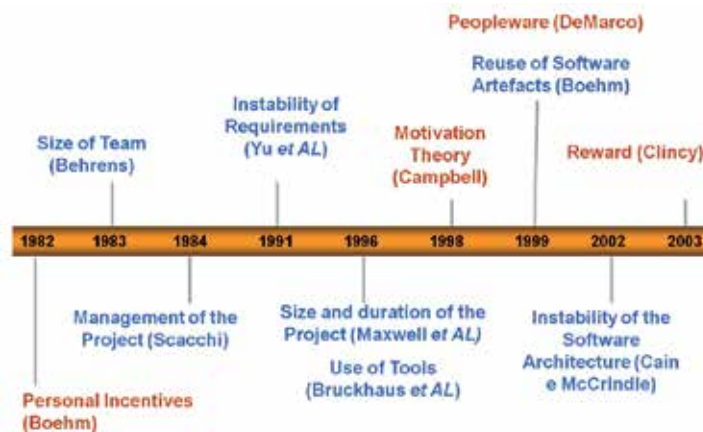 Peopleware (DeMarco)
Reuse of Software
Artefacts (Boehm)
Instability of
Requirements
(Yu et AL)
Size of Team
(Behrens)
Motivation
Theory
(Campbell)
Reward (Clincy)
1982 1983 1984 1991 1996 1998 1999 2002 2003
Management of the
Project (Scacchi)
Size and duration of the
Project (Maxwell et AL)
Use of Tools
(Bruckhaus et AL)
Instability of the
Software
Architecture (Cain
e McCrindle)
Personal Incentives
(Boehm)